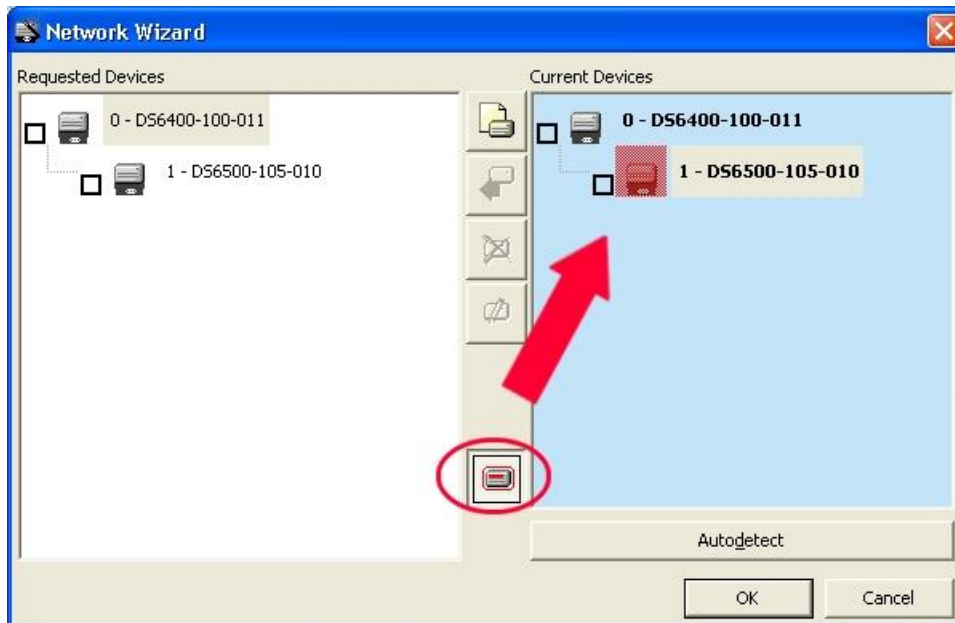 Network Wizard
Requested Devices
Current Devices
0 - DS6400-100-011
1 - DS6500-105-010
0 - DS6400-100-011
1 - DS6500-105-010
Autodetect
OK
Cancel